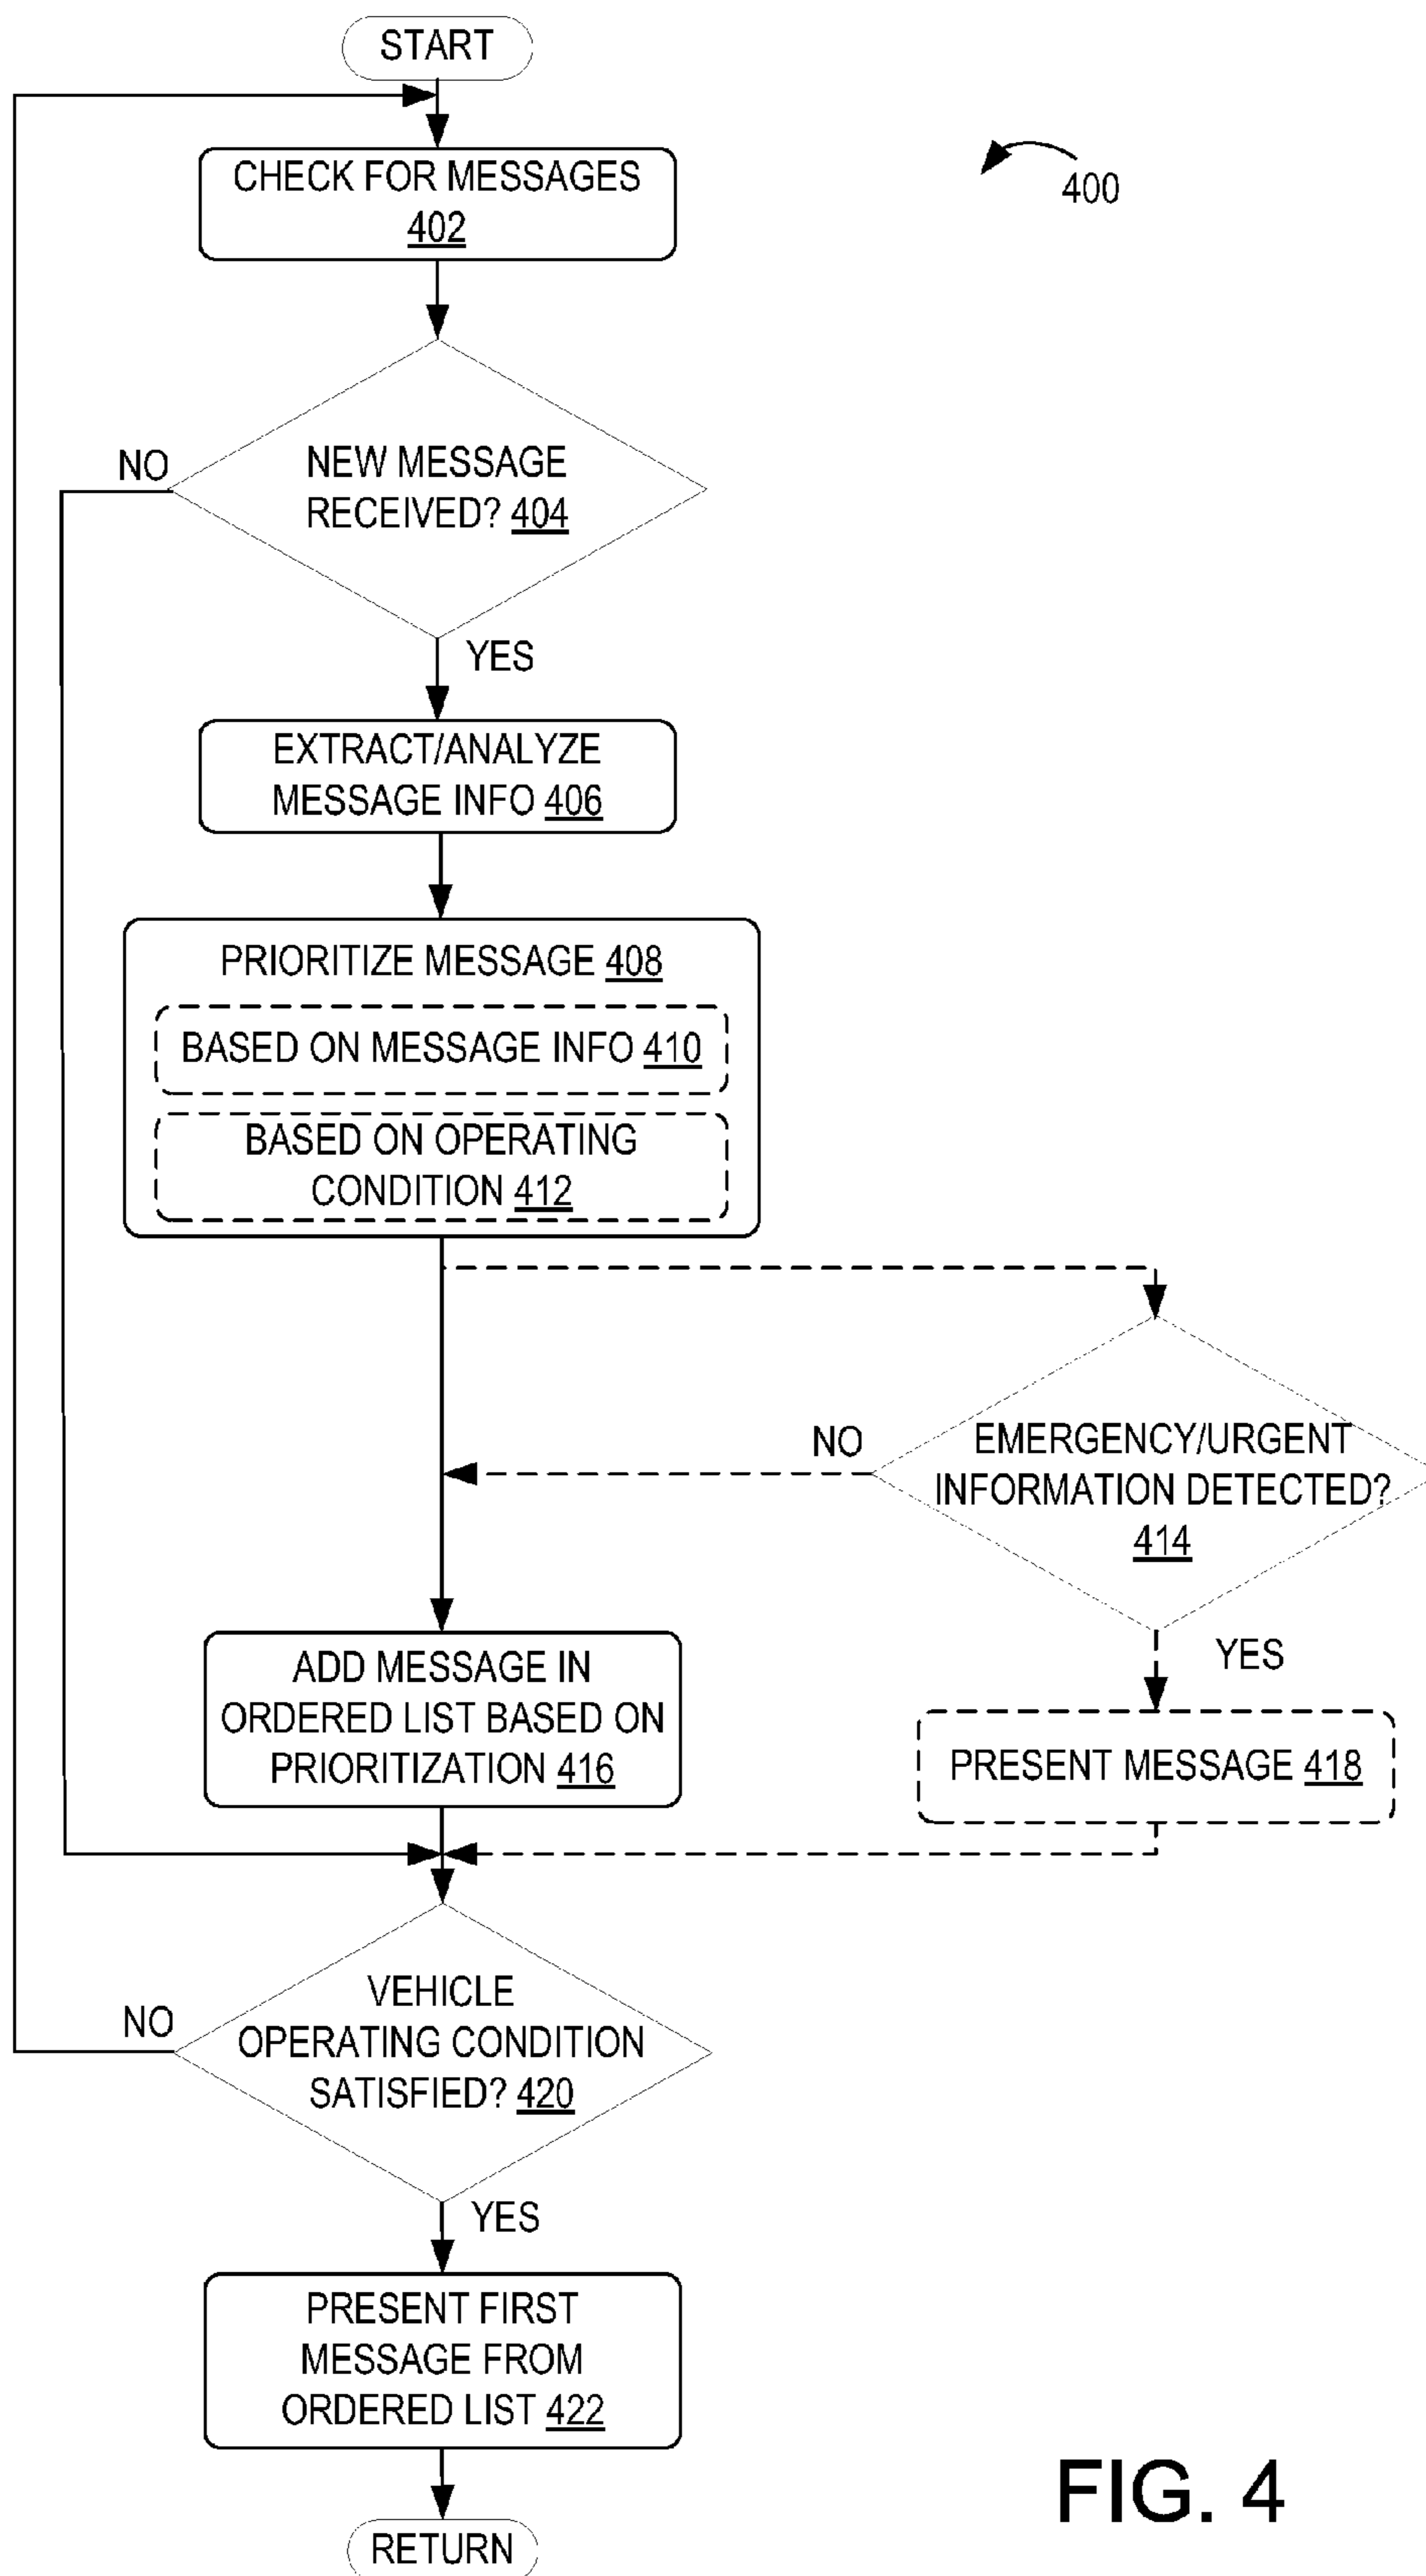 START
CHECK FOR MESSAGES
402
400
NEW MESSAGE
RECEIVED? 404
NO
YES
EXTRACT/ANALYZE
MESSAGE INFO 406
PRIORITIZE MESSAGE 408
BASED ON MESSAGE INFO 410
BASED ON OPERATING
CONDITION 412
EMERGENCY/URGENT
INFORMATION DETECTED?
414
NO
YES
ADD MESSAGE IN
ORDERED LIST BASED ON
PRIORITIZATION 416
PRESENT MESSAGE 418
VEHICLE
OPERATING CONDITION
SATISFIED? 420
NO
YES
PRESENT FIRST
MESSAGE FROM
ORDERED LIST 422
RETURN
FIG. 4